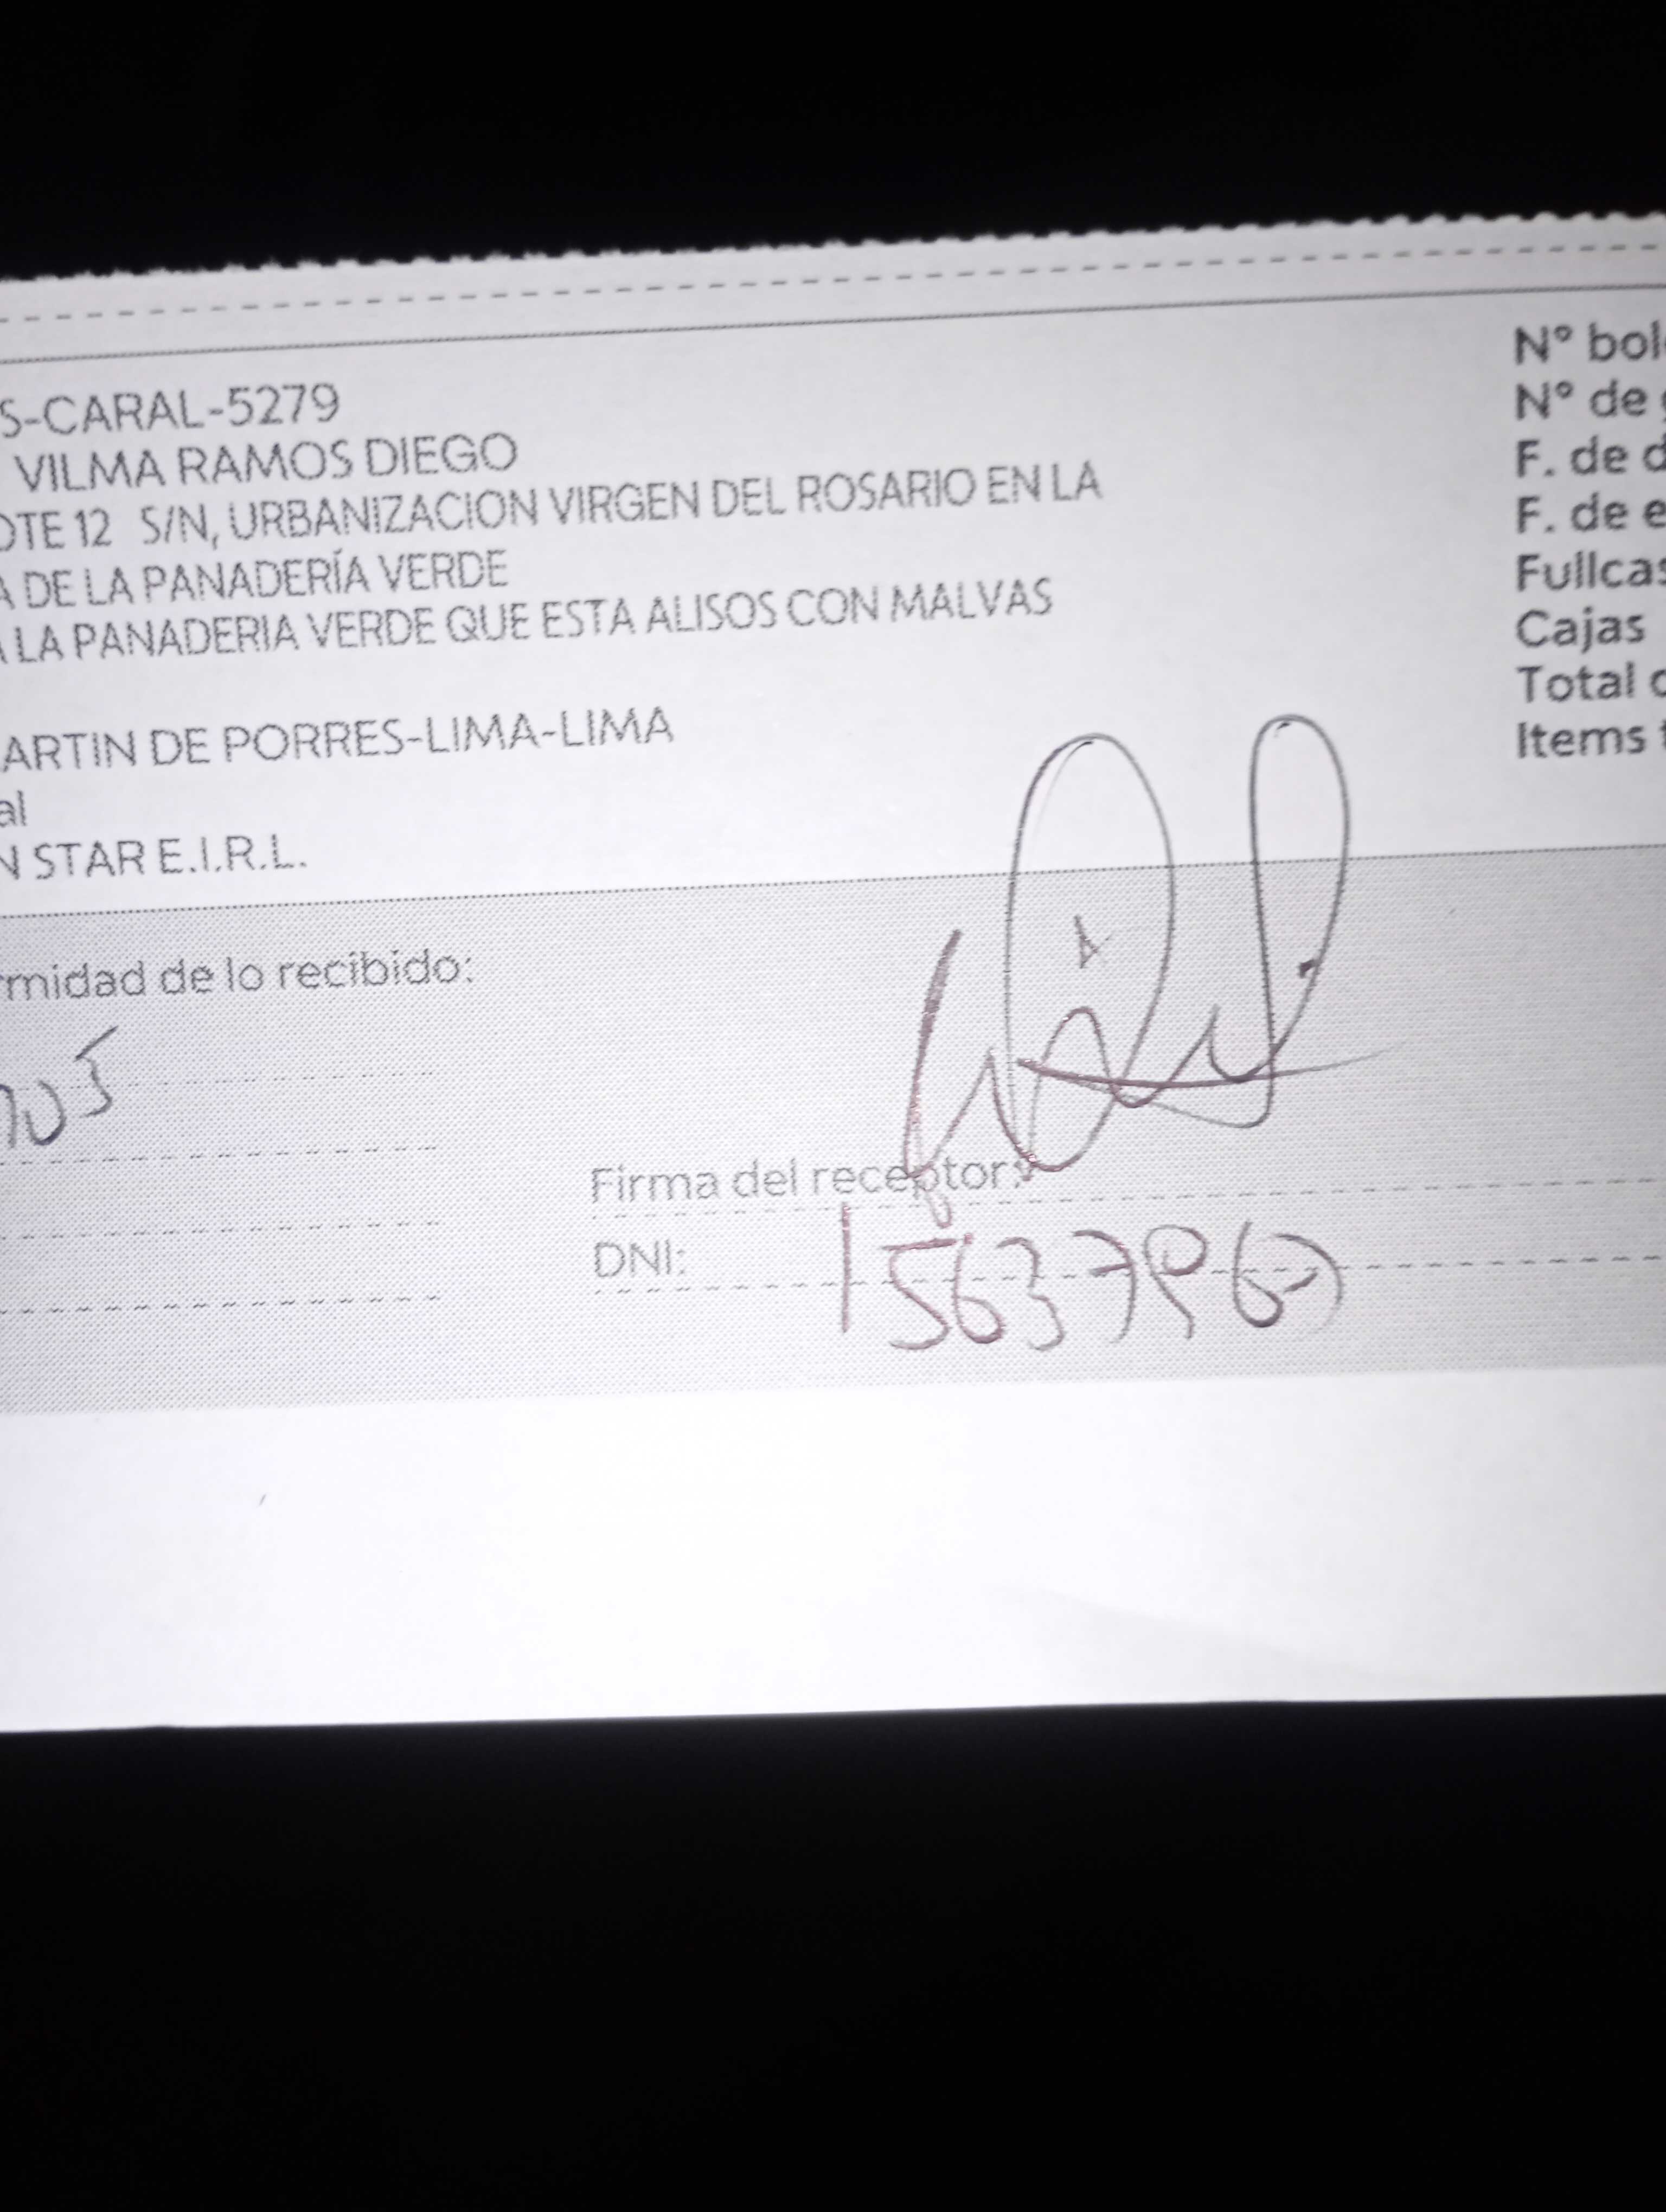 S-CARAL-5279
VILMA RAMOS DIEGO
OTE 12 S/N, URBANIZACION VIRGEN DEL ROSARIO EN LA
A DE LA PANADERÍA VERDE
A LA PANADERIA VERDE QUE ESTA ALISOS CON MALVAS
ARTIN DE PORRES-LIMA-LIMA
al
N STAR E.I.R.L.
N° bol
N° de
F. de d
F. de e
Fullcas
Cajas
Total
Items t
rmidad de lo recibido:
nos
Firma del receptor:
DNI: 15637967